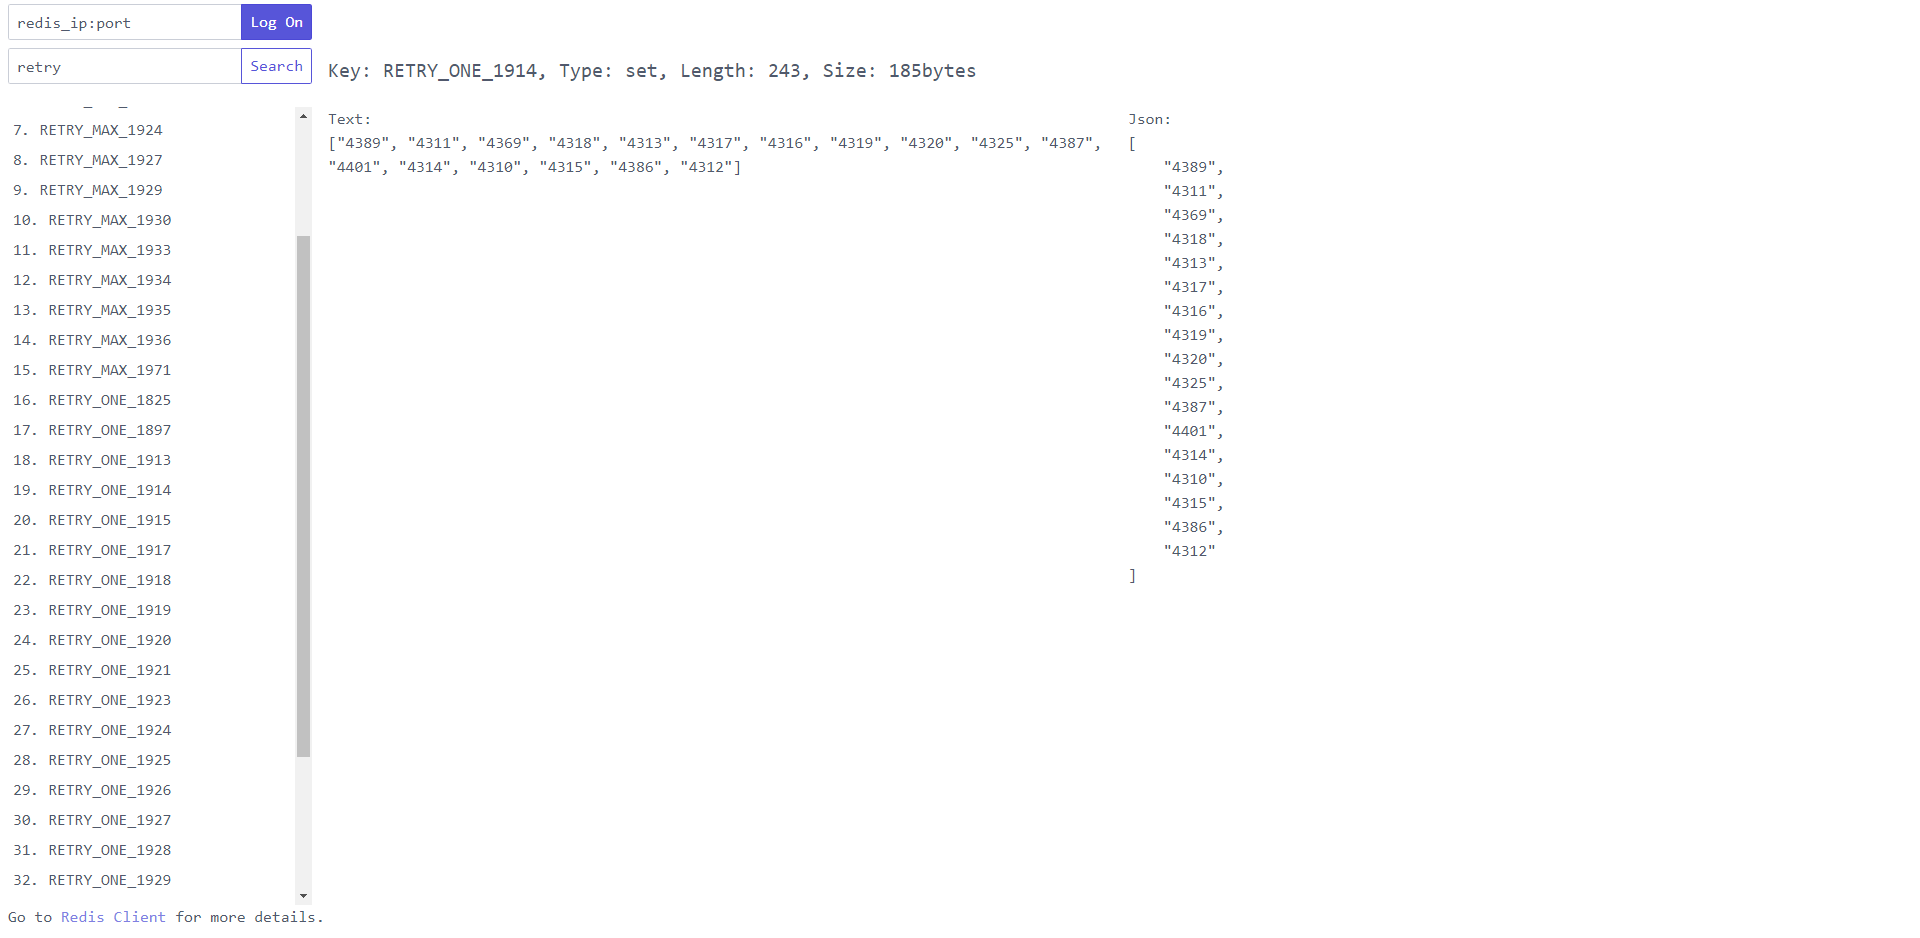 redis_ip:port
Log On
retry
Search
Key: RETRY_ONE_1914, Type: set, Length: 243, Size: 185bytes
7. RETRY_MAX_1924
8. RETRY_MAX_1927
9. RETRY_MAX_1929
10. RETRY_MAX_1930
11. RETRY_MAX_1933
12. RETRY_MAX_1934
13. RETRY_MAX_1935
14. RETRY_MAX_1936
15. RETRY_MAX_1971
16. RETRY_ONE_1825
17. RETRY_ONE_1897
18. RETRY_ONE_1913
19. RETRY_ONE_1914
20. RETRY_ONE_1915
21. RETRY_ONE_1917
22. RETRY_ONE_1918
23. RETRY_ONE_1919
24. RETRY_ONE_1920
25. RETRY_ONE_1921
26. RETRY_ONE_1923
27. RETRY_ONE_1924
28. RETRY_ONE_1925
29. RETRY_ONE_1926
30. RETRY_ONE_1927
31. RETRY_ONE_1928
32. RETRY_ONE_1929
Go to Redis Client for more details.
Text:
["4389", "4311", "4369", "4318", "4313", "4317", "4316", "4319", "4320", "4325", "4387",
"4401", "4314", "4310", "4315", "4386", "4312"]
Json:
[
"4389",
"4311",
"4369",
"4318",
"4313",
"4317",
"4316",
"4319",
"4320",
"4325",
"4387",
"4401",
"4314",
"4310",
"4315",
"4386",
"4312"
]